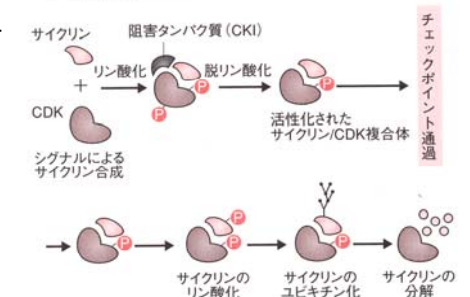 サイクリン
阻害タンパク質(CKI)
+
リン酸化
脱リン酸化
P
P
P
CDK
シグナルによる
サイクリン合成
活性化された
サイクリン/CDK複合体
チェックポイント通過
P
P
P
P
サイクリンの
リン酸化
サイクリンの
ユビキチン化
サイクリンの
分解